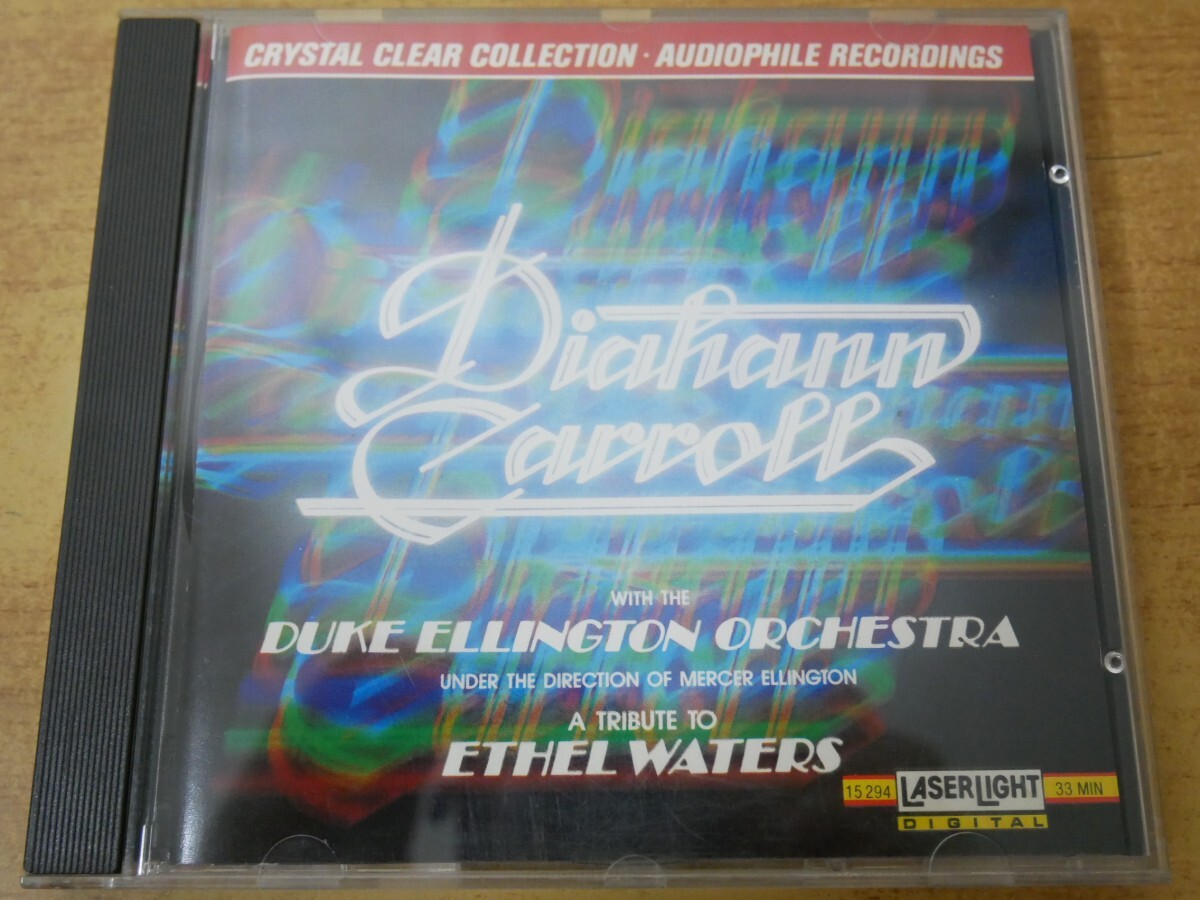 CRYSTAL CLEAR COLLECTION · AUDIOPHILE RECORDINGS
Diahann
Carroll
WITH THE
DUKE ELLINGTON ORCHESTRA
UNDER THE DIRECTION OF MERCER ELLINGTON
A TRIBUTE TO
ETHEL WATERS
15 294 LASERLIGHT 33 MIN
DIGITAL